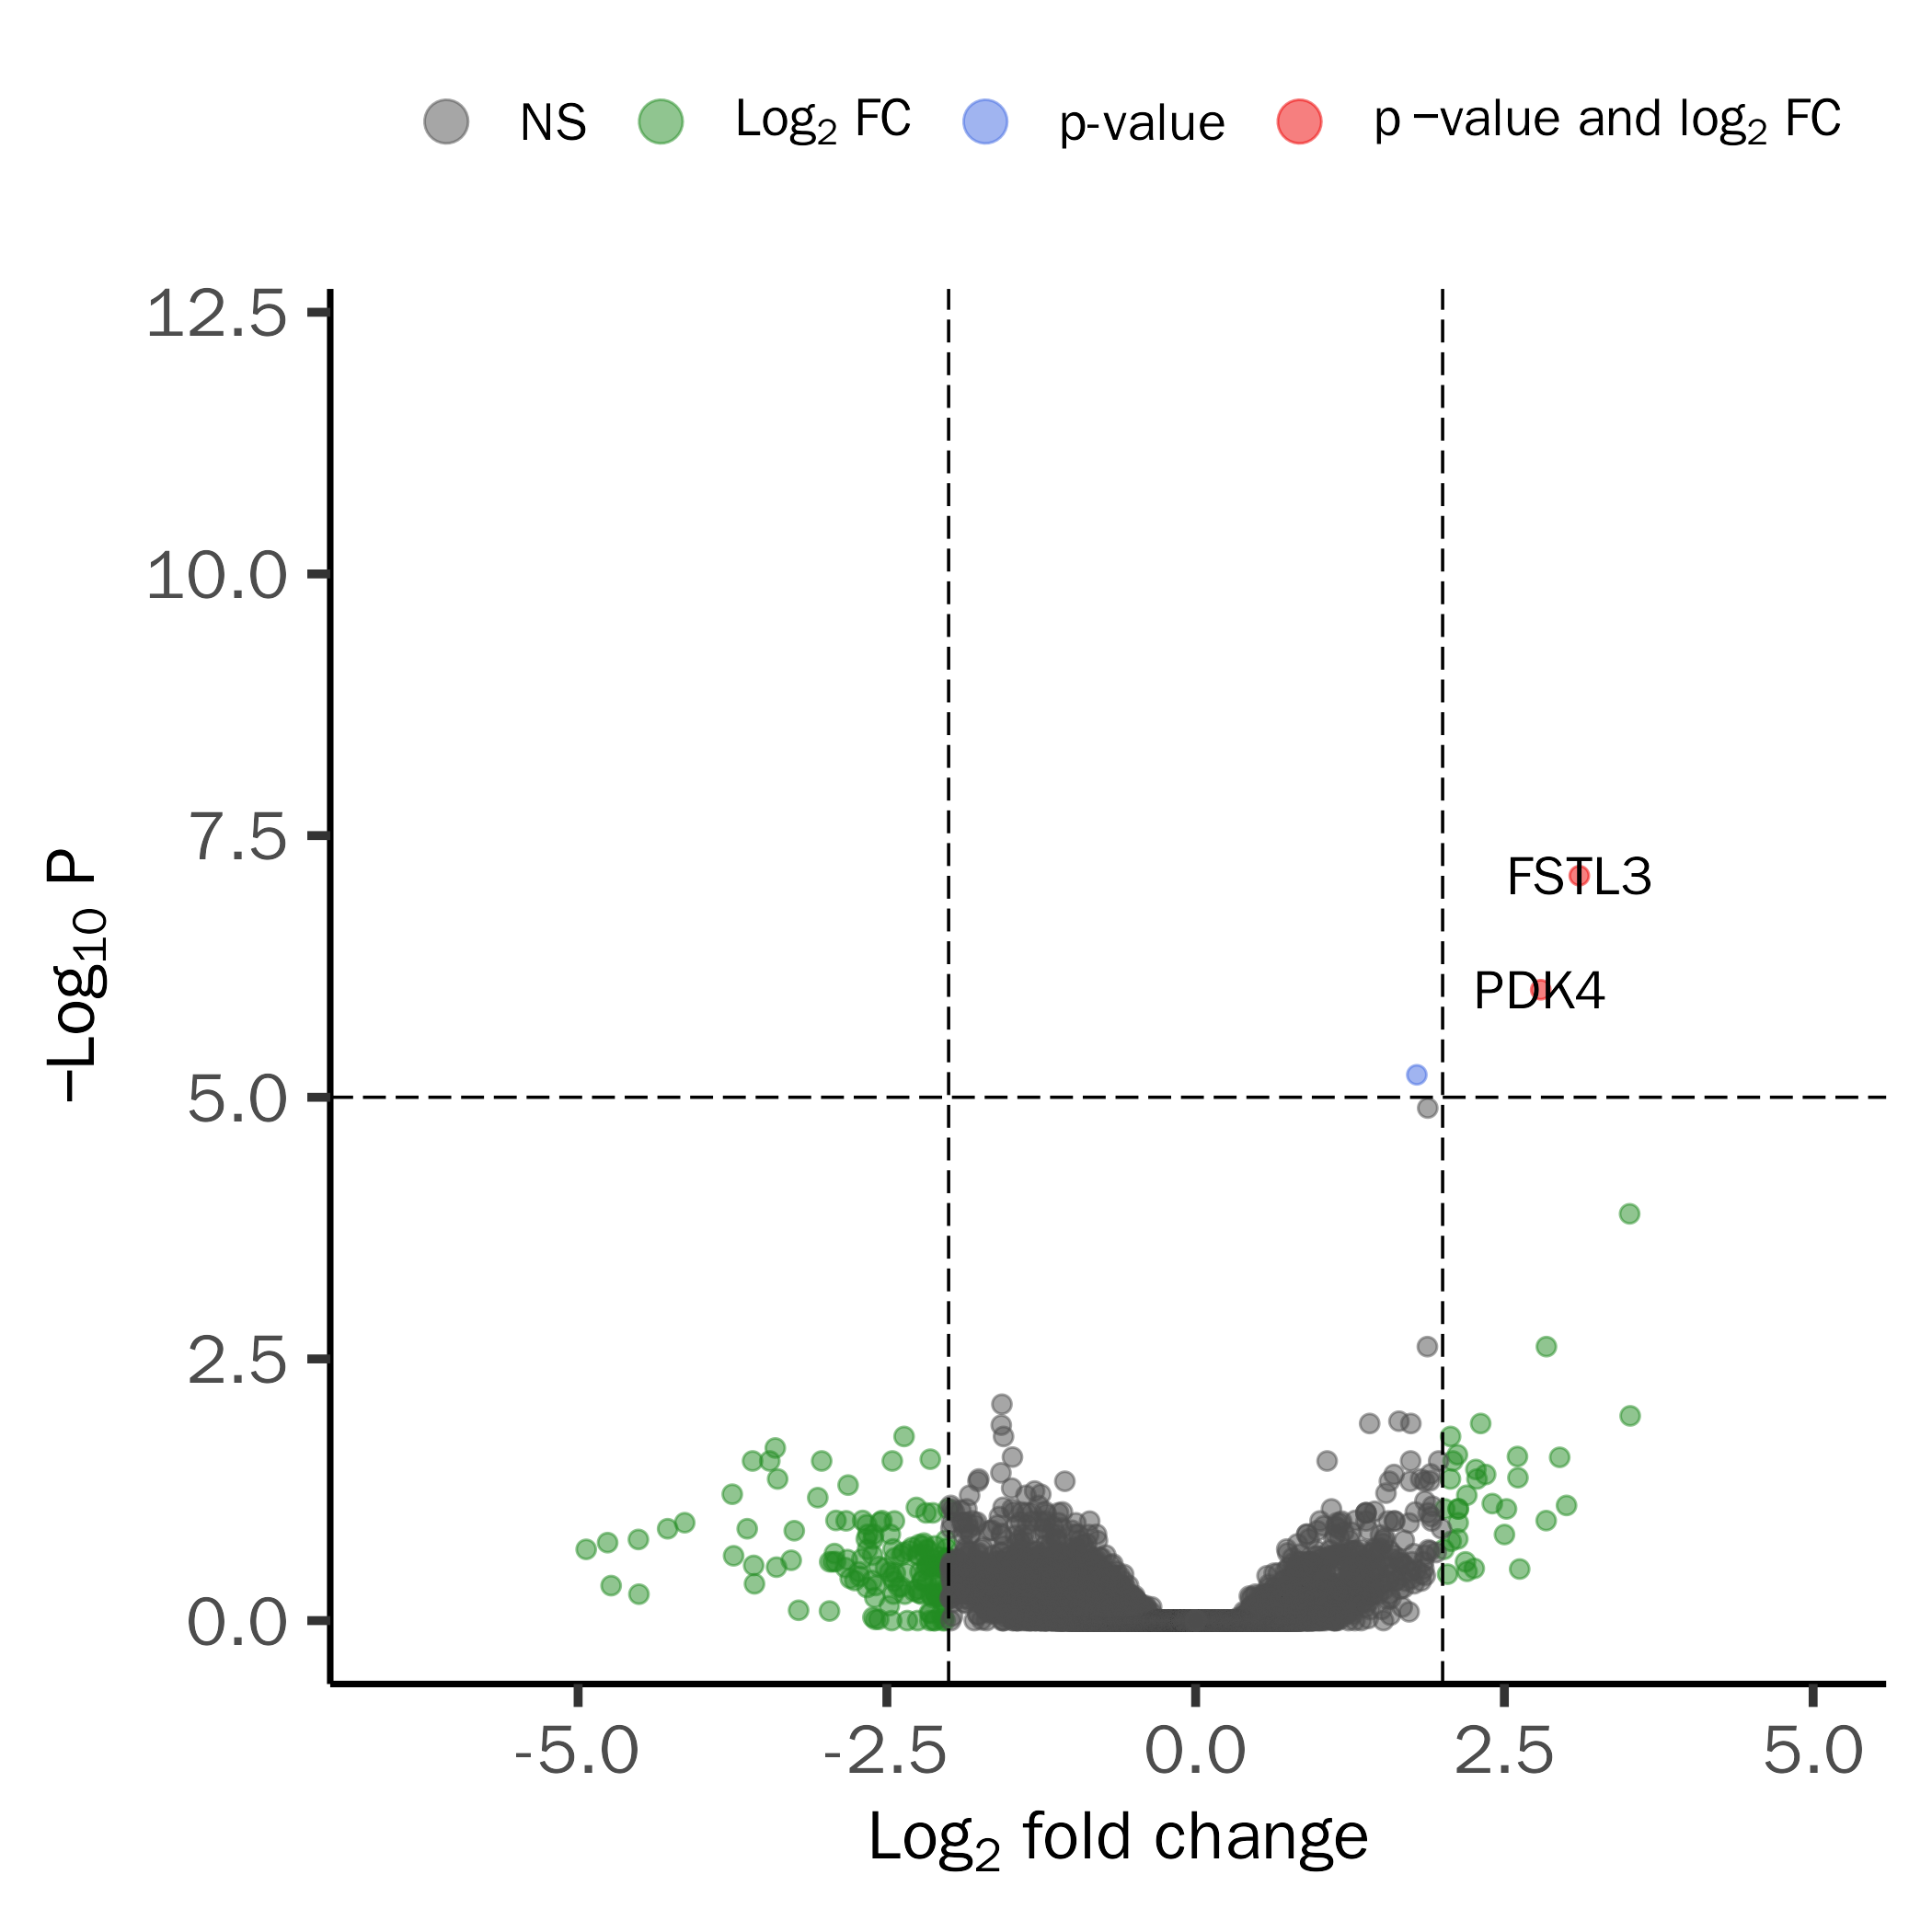 NS Log2 FC p-value p −value and log2 FC
12.5
10.0
7.5
5.0
2.5
0.0
−Log10 P
FSTL3
PDK4
-5.0 -2.5 0.0 2.5 5.0
Log2 fold change